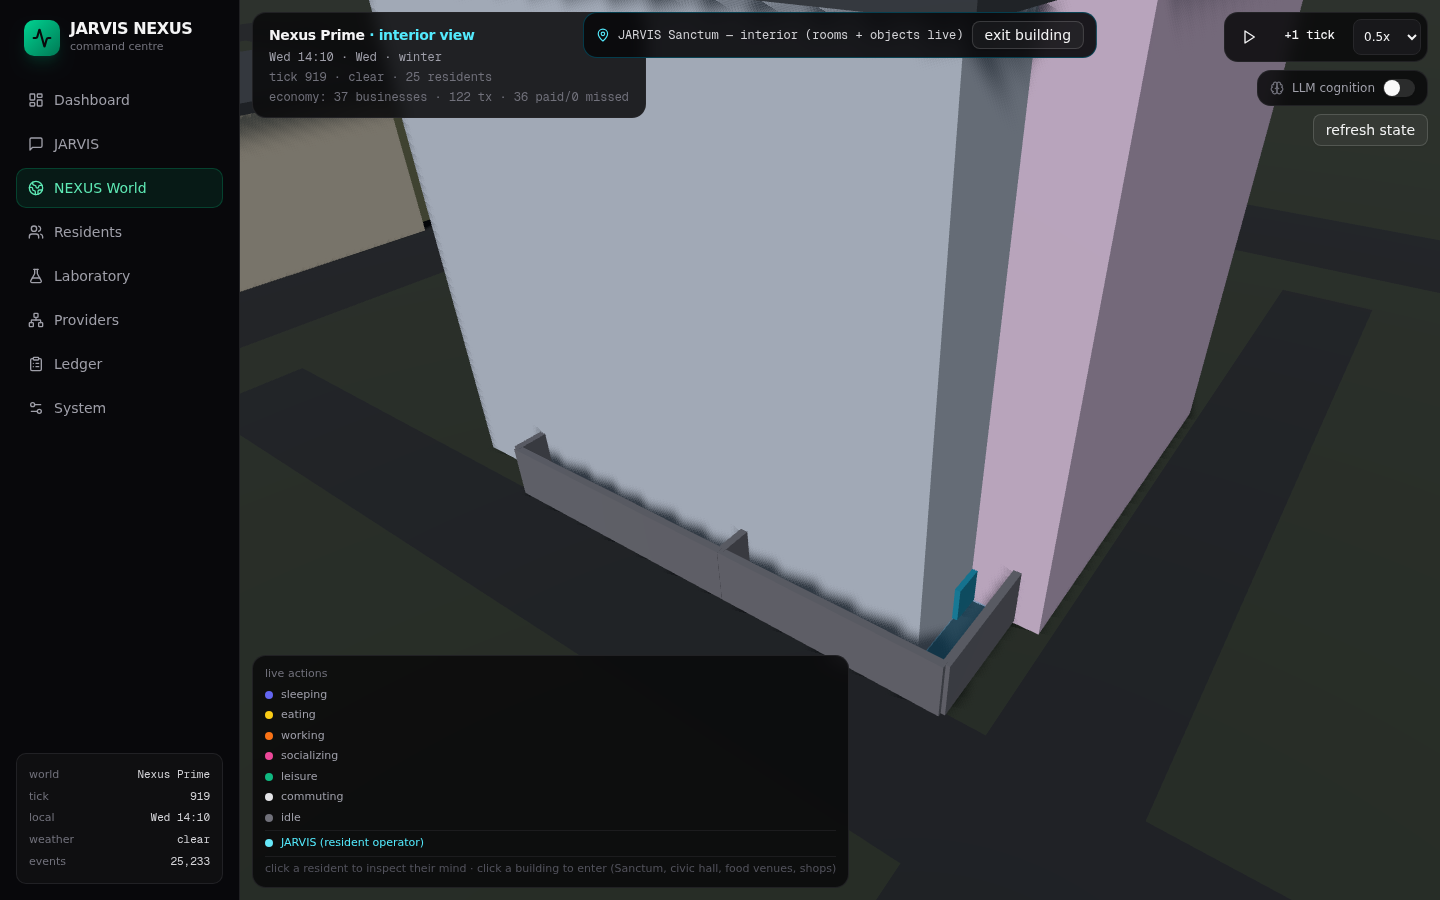 JARVIS NEXUS
command centre
Dashboard
JARVIS
NEXUS World
Residents
Laboratory
Providers
Ledger
System
world Nexus Prime
tick 919
local Wed 14:10
weather clear
events 25,233
Nexus Prime · interior view
Wed 14:10 · Wed · winter
tick 919 · clear · 25 residents
economy: 37 businesses · 122 tx · 36 paid/0 missed
JARVIS Sanctum — interior (rooms + objects live) exit building
+1 tick 0.5x
LLM cognition
refresh state
live actions
sleeping
eating
working
socializing
leisure
commuting
idle
JARVIS (resident operator)
click a resident to inspect their mind · click a building to enter (Sanctum, civic hall, food venues, shops)